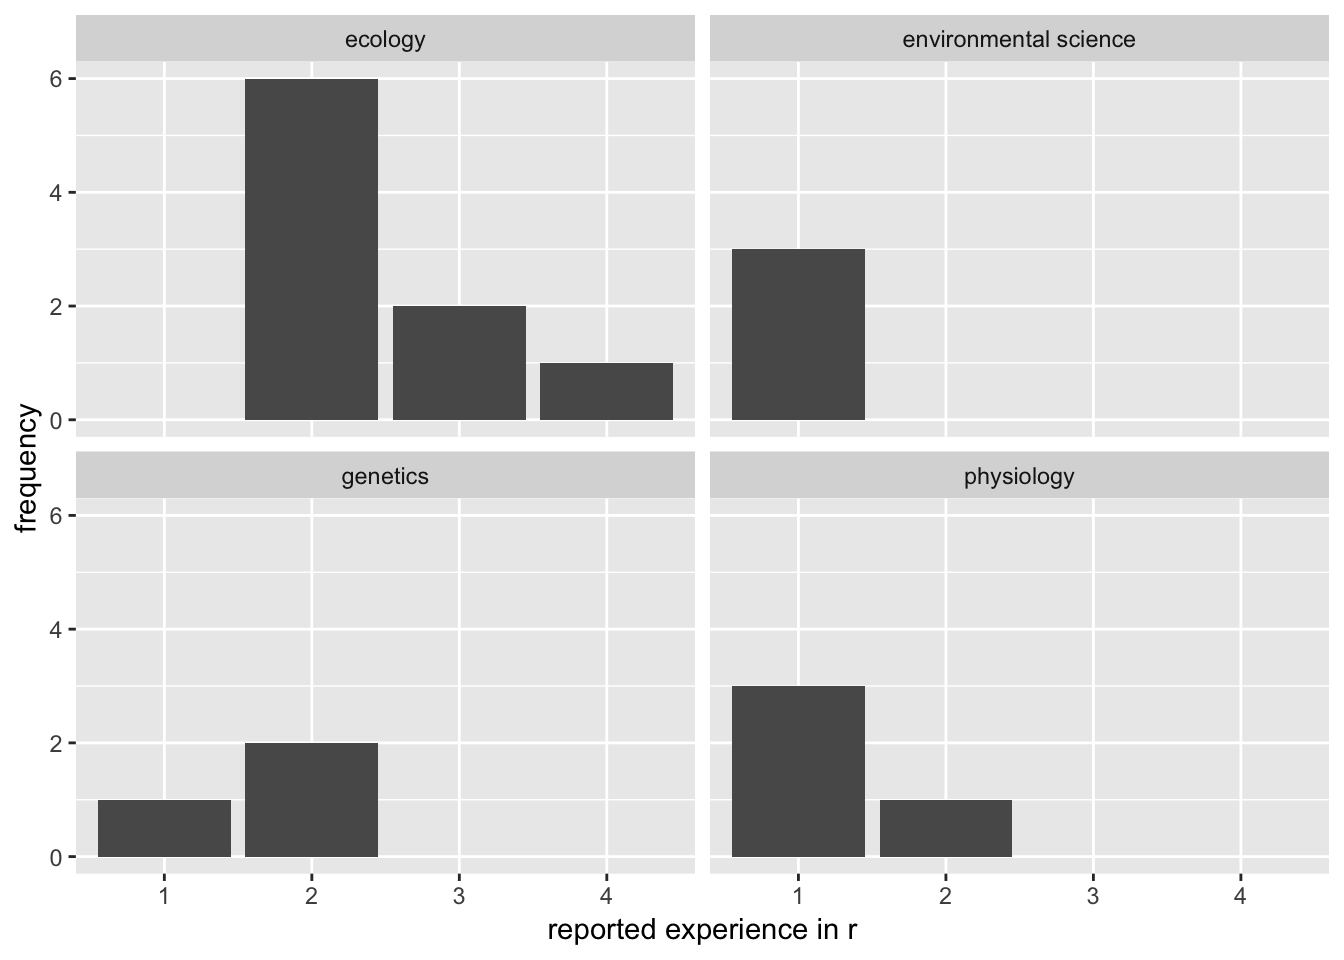 ecology
environmental science
6
4
2
0
genetics
physiology
6
4
2
0
1 2 3 4
1 2 3 4
frequency
reported experience in r